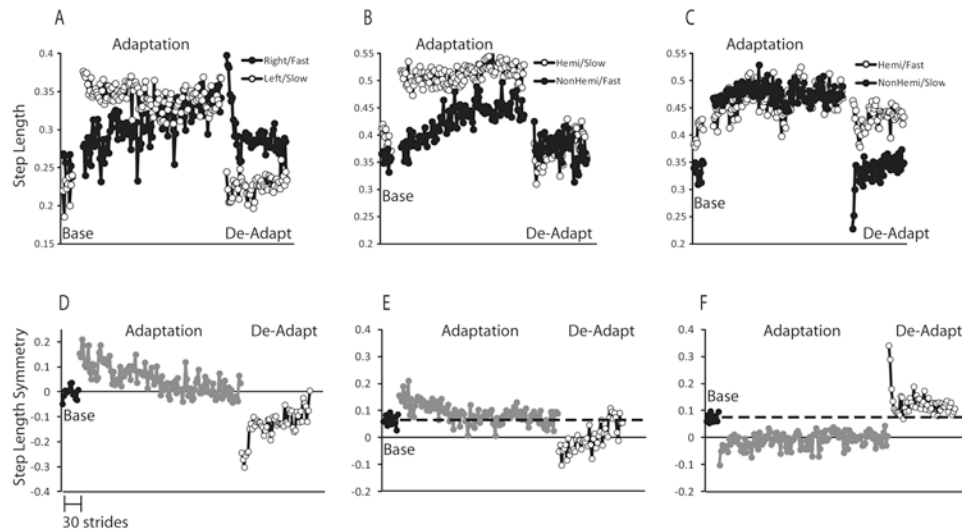 A
Adaptation
Step Length
0.4
0.35
0.3
0.25
0.2
0.15
Right/Fast
Left/Slow
Base
De-Adapt
B
Adaptation
0.55
0.5
0.45
0.4
0.35
0.3
0.25
0.2
Hemi/Slow
NonHemi/Fast
Base
De-Adapt
C
Adaptation
0.55
0.5
0.45
0.4
0.35
0.3
0.25
0.2
Hemi/Fast
NonHemi/Slow
Base
De-Adapt
D
Adaptation
De-Adapt
Step Length Symmetry
0.2
0.1
0
-0.1
-0.2
-0.3
-0.4
Base
30 strides
E
Adaptation
De-Adapt
0.4
0.3
0.2
0.1
0
-0.1
-0.2
Base
F
Adaptation
De-Adapt
0.4
0.3
0.2
0.1
0
-0.1
-0.2
Base